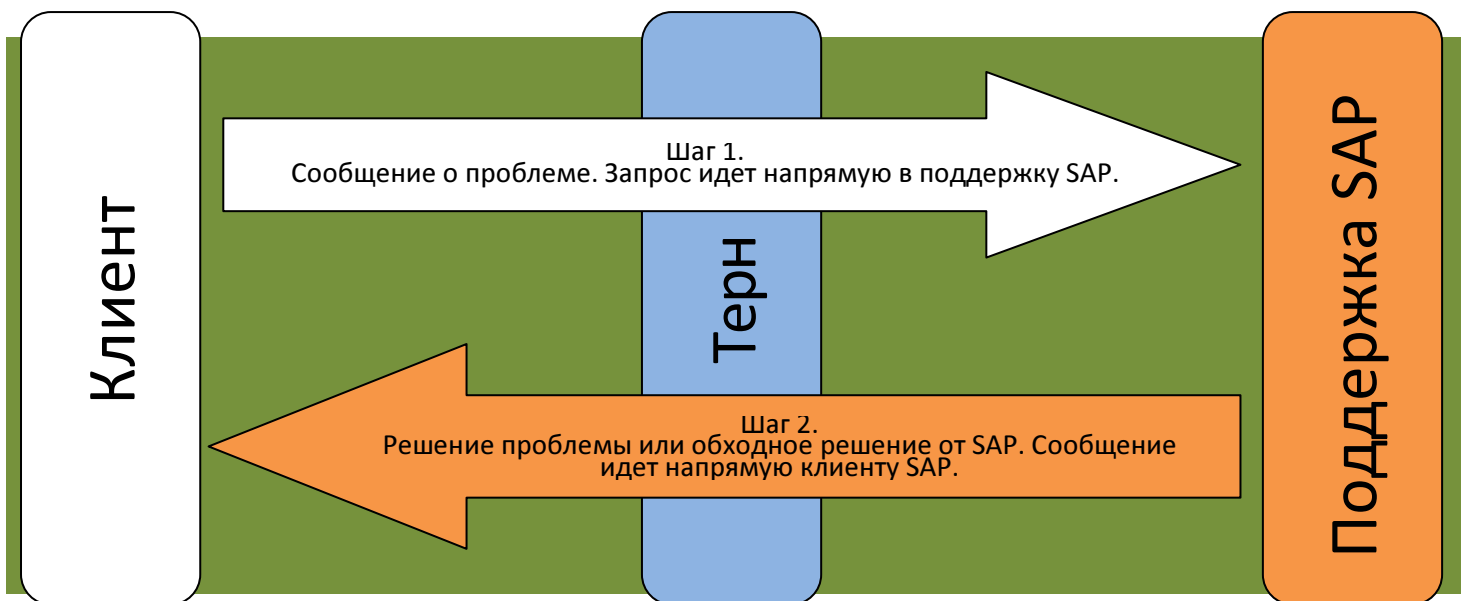 Клиент
Шаг 1.
Сообщение о проблеме. Запрос идет напрямую в поддержку SAP.
Терн
Шаг 2.
Решение проблемы или обходное решение от SAP. Сообщение
идет напрямую клиенту SAP.
Поддержка SAP